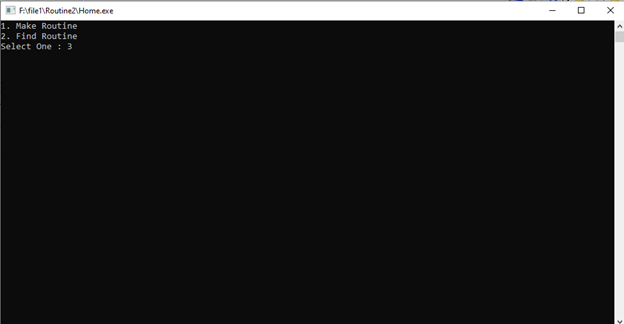 F:\file1\Routine2\Home.exe
1. Make Routine
2. Find Routine
Select One : 3